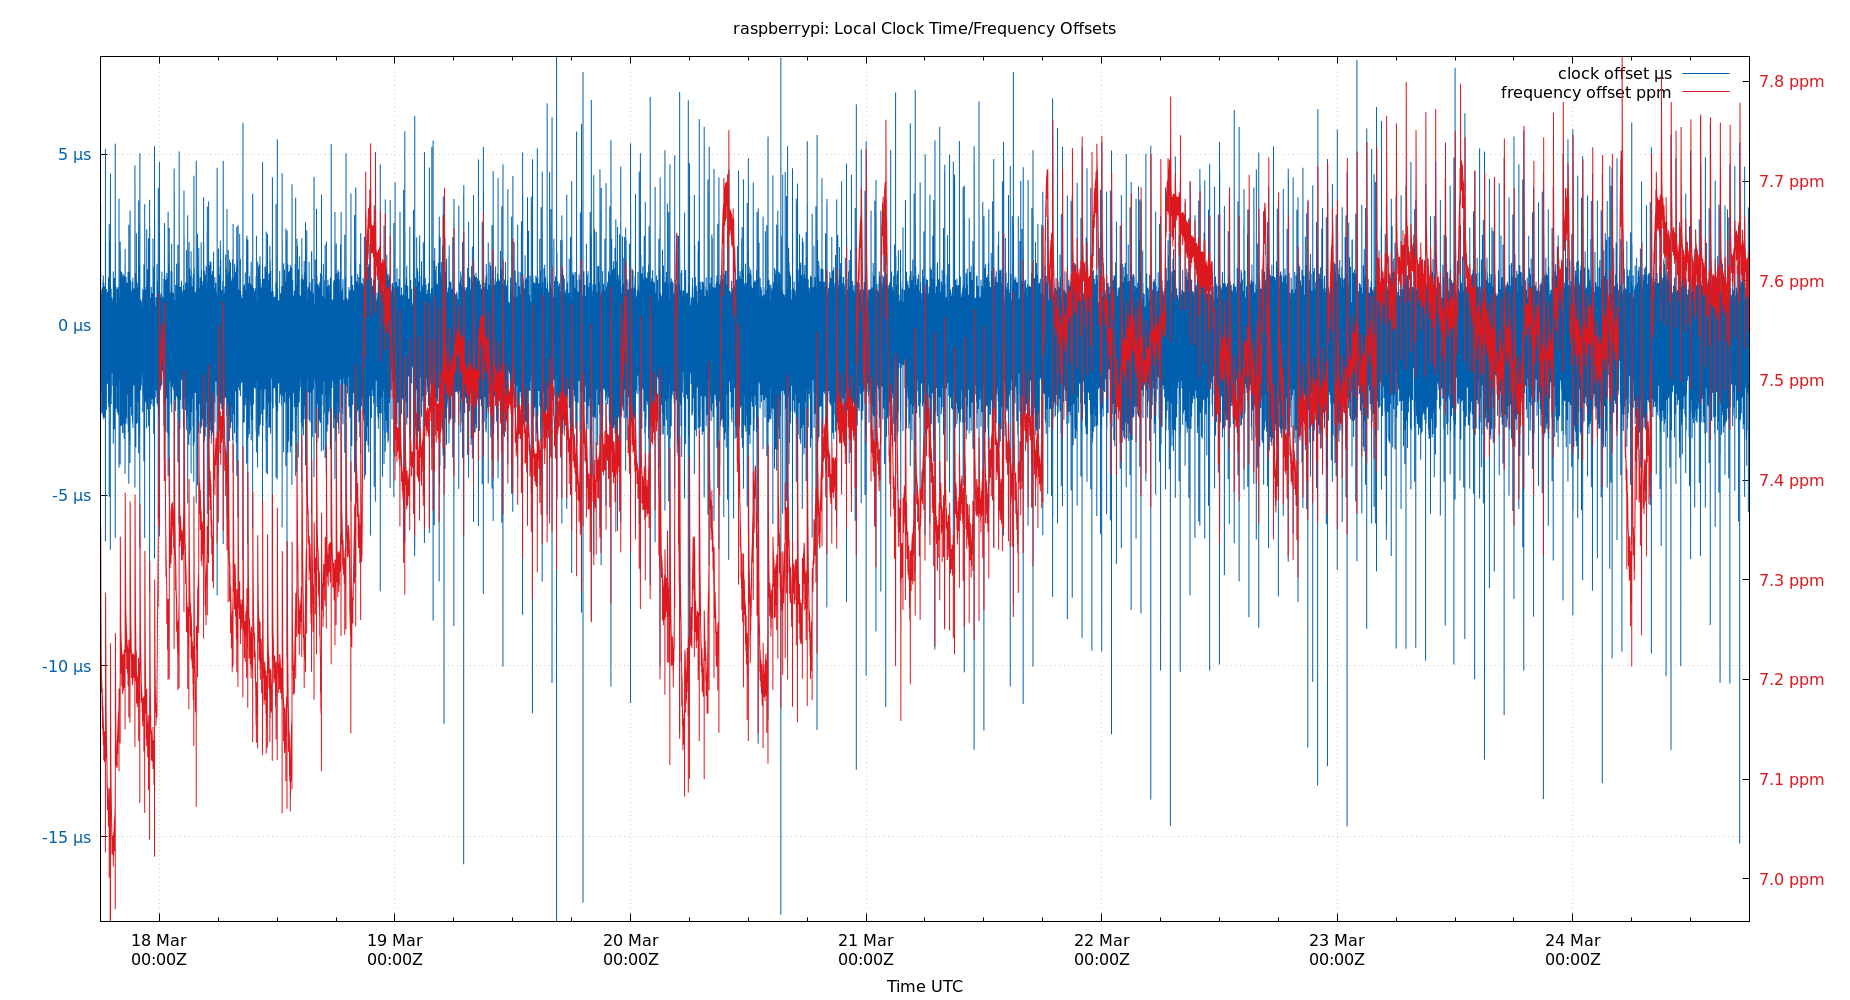 raspberrypi: Local Clock Time/Frequency Offsets
clock offset µs
frequency offset ppm
5 µs
0 µs
-5 µs
-10 µs
-15 µs
7.8 ppm
7.7 ppm
7.6 ppm
7.5 ppm
7.4 ppm
7.3 ppm
7.2 ppm
7.1 ppm
7.0 ppm
18 Mar
00:00Z
19 Mar
00:00Z
20 Mar
00:00Z
21 Mar
00:00Z
22 Mar
00:00Z
23 Mar
00:00Z
24 Mar
00:00Z
Time UTC